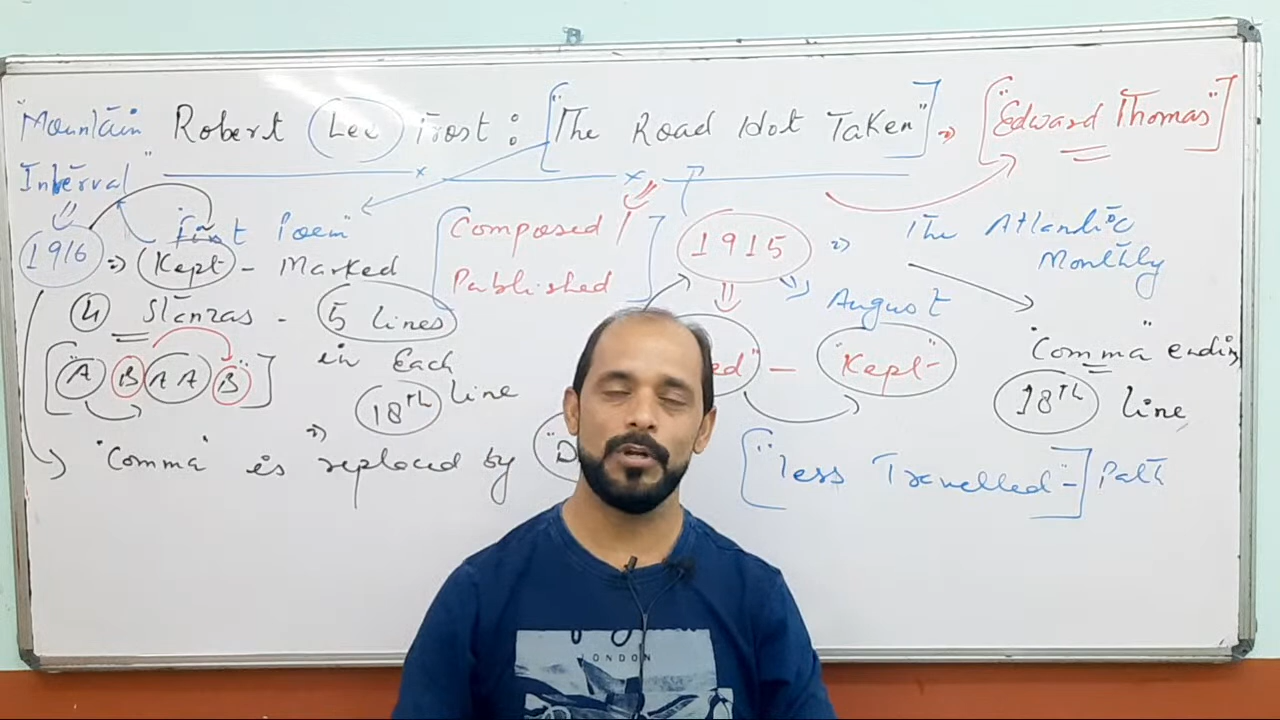 "Mountain Robert Lee Frost : ["The Road Not Taken"] ⇒ ["Edward Thomas"]
Interval"
1916 ⇒ (Kept) - Marked
"First Poem"
[Composed /
Published]
1915 ⇒ The Atlantic
Monthly
August
④ Stanzas - 5 lines
in Each
["A B A A B"]
ed" - "Kept"
"Comma" ending
18th line
18th line
⇒ "Comma" is replaced by "D
["less Travelled"-] Path
LONDON